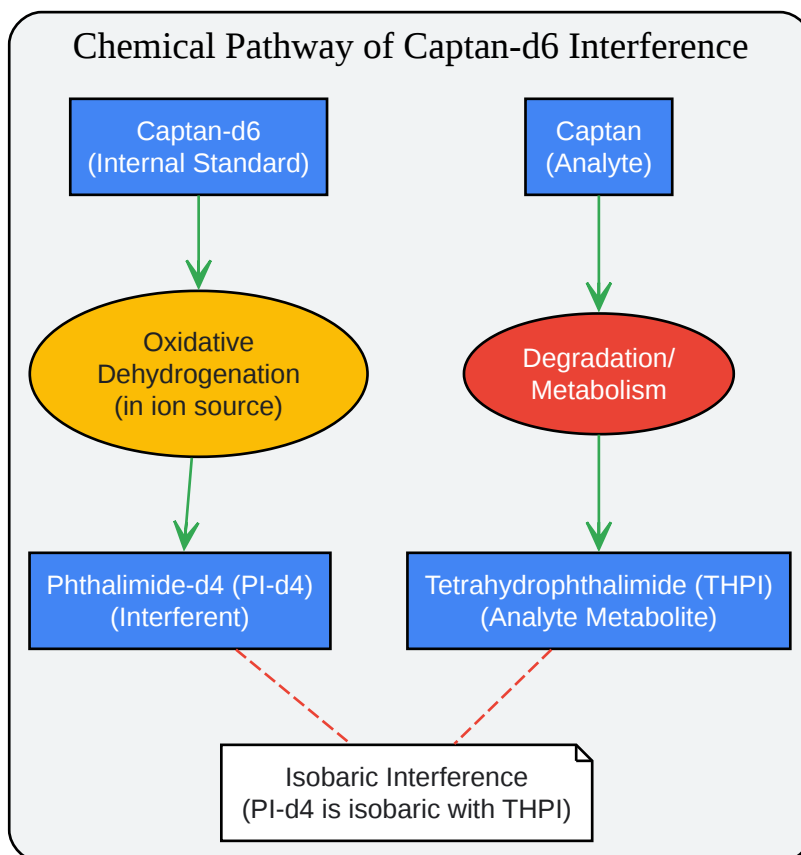 Chemical Pathway of Captan-d6 Interference
Captan-d6
(Internal Standard)
Captan
(Analyte)
Oxidative
Dehydrogenation
(in ion source)
Degradation/
Metabolism
Phthalimide-d4 (PI-d4)
(Interferent)
Tetrahydrophthalimide (THPI)
(Analyte Metabolite)
Isobaric Interference
(PI-d4 is isobaric with THPI)